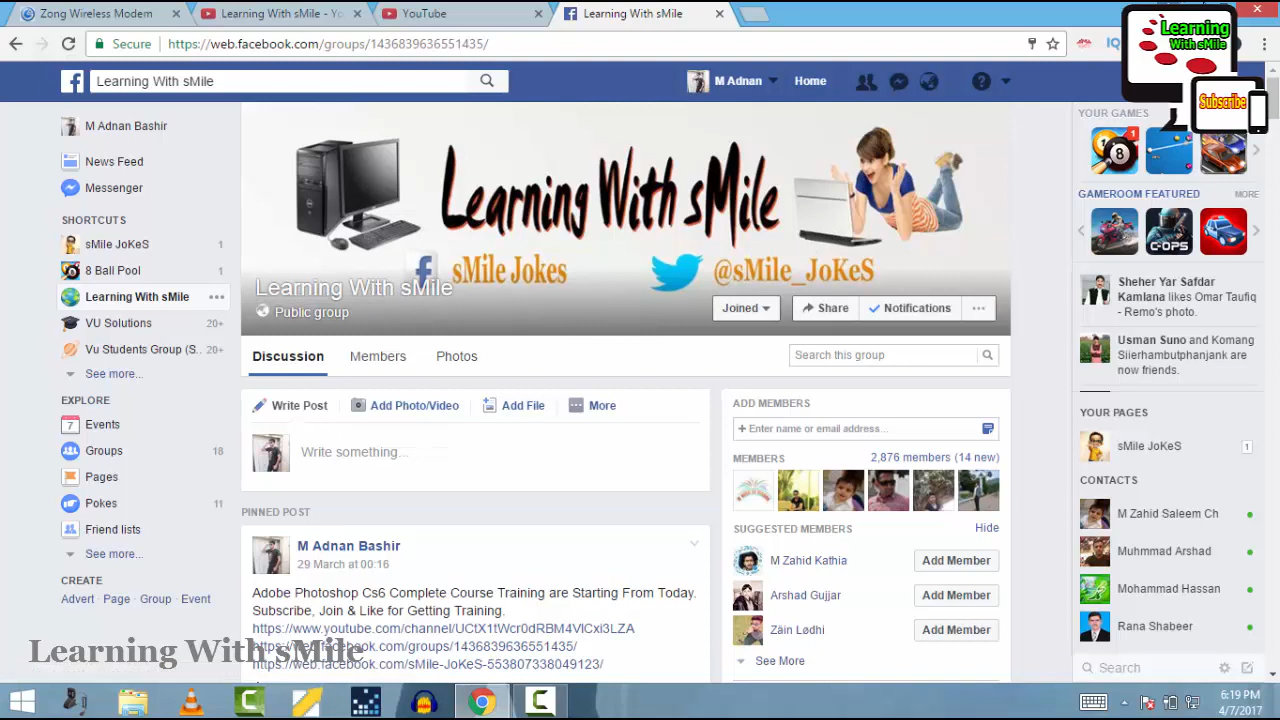 Zong Wireless Modem
Learning With sMile - Yo
YouTube
Learning With sMile
Secure
https://web.facebook.com/groups/1436839636551435/
Learning
With sMile
Subscribe
Learning With sMile
M Adnan
Home
M Adnan Bashir
News Feed
Messenger
SHORTCUTS
sMile JoKeS 1
8 Ball Pool 1
Learning With sMile
VU Solutions 20+
Vu Students Group (S.. 20+
See more...
EXPLORE
7 Events
Groups 18
Pages
Pokes 11
Friend lists
See more...
CREATE
Advert Page Group Event
Learning With sMile
sMile Jokes
@sMile_JoKeS
Learning With sMile
Public group
Joined
Share
Notifications
Discussion Members Photos
Search this group
Write Post
Add Photo/Video
Add File
More
Write something...
PINNED POST
M Adnan Bashir
29 March at 00:16
Adobe Photoshop Cs6 Complete Course Training are Starting From Today.
Subscribe, Join & Like for Getting Training.
https://www.youtube.com/channel/UCtX1tWcr0dRBM4VlCxi3LZA
https://web.facebook.com/groups/1436839636551435/
https://web.facebook.com/sMile-JoKeS-553807338049123/
ADD MEMBERS
+ Enter name or email address...
MEMBERS 2,876 members (14 new)
SUGGESTED MEMBERS Hide
M Zahid Kathia Add Member
Arshad Gujjar Add Member
Zäin Lødhi Add Member
See More
YOUR GAMES
1
8
GAMEROOM FEATURED MORE
C-OPS
Sheher Yar Safdar
Kamlana likes Omar Taufiq
- Remo's photo.
Usman Suno and Komang
Siierhambutphanjank are
now friends.
YOUR PAGES
sMile JoKeS 1
CONTACTS
M Zahid Saleem Ch
Muhmmad Arshad
Mohammad Hassan
Rana Shabeer
Search
Learning With sMile
6:19 PM
4/7/2017